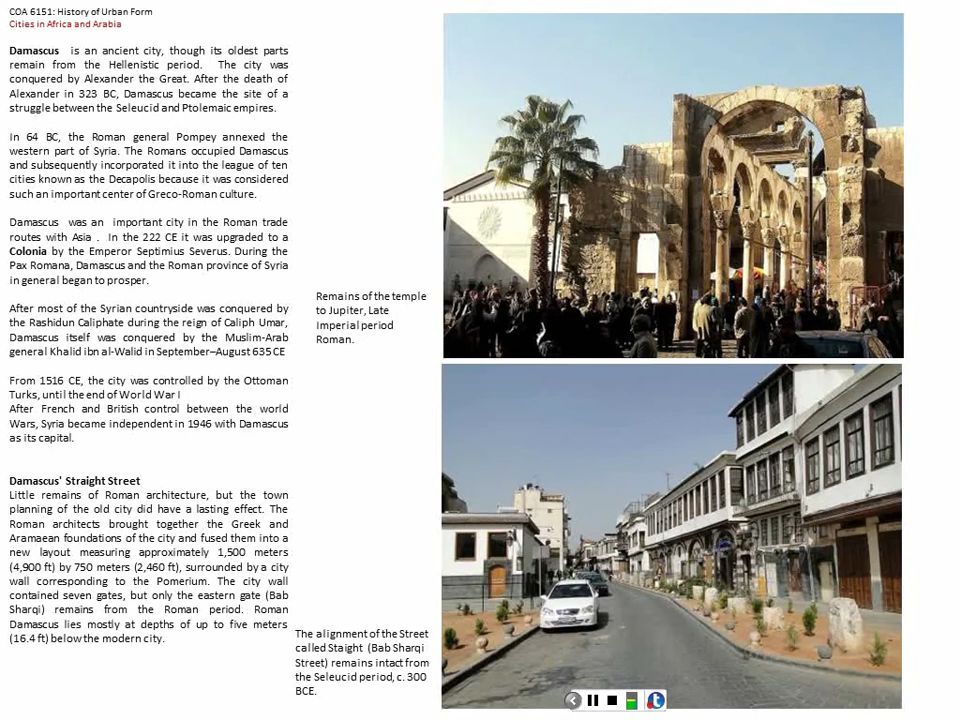 COA 6151: History of Urban Form
Cities in Africa and Arabia
Damascus is an ancient city, though its oldest parts
remain from the Hellenistic period. The city was
conquered by Alexander the Great. After the death of
Alexander in 323 BC, Damascus became the site of a
struggle between the Seleucid and Ptolemaic empires.
In 64 BC, the Roman general Pompey annexed the
western part of Syria. The Romans occupied Damascus
and subsequently incorporated it into the league of ten
cities known as the Decapolis because it was considered
such an important center of Greco-Roman culture.
Damascus was an important city in the Roman trade
routes with Asia . In the 222 CE it was upgraded to a
Colonia by the Emperor Septimius Severus. During the
Pax Romana, Damascus and the Roman province of Syria
in general began to prosper.
After most of the Syrian countryside was conquered by
the Rashidun Caliphate during the reign of Caliph Umar,
Damascus itself was conquered by the Muslim-Arab
general Khalid ibn al-Walid in September–August 635 CE
From 1516 CE, the city was controlled by the Ottoman
Turks, until the end of World War I
After French and British control between the world
Wars, Syria became independent in 1946 with Damascus
as its capital.
Damascus' Straight Street
Little remains of Roman architecture, but the town
planning of the old city did have a lasting effect. The
Roman architects brought together the Greek and
Aramaean foundations of the city and fused them into a
new layout measuring approximately 1,500 meters
(4,900 ft) by 750 meters (2,460 ft), surrounded by a city
wall corresponding to the Pomerium. The city wall
contained seven gates, but only the eastern gate (Bab
Sharqi) remains from the Roman period. Roman
Damascus lies mostly at depths of up to five meters
(16.4 ft) below the modern city.
Remains of the temple
to Jupiter, Late
Imperial period
Roman.
The alignment of the Street
called Staight (Bab Sharqi
Street) remains intact from
the Seleucid period, c. 300
BCE.